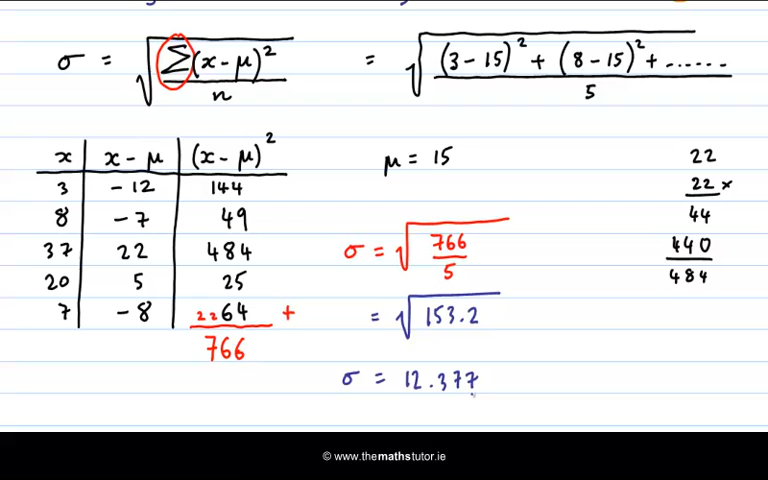 σ = √(Σ(x − μ)² / n) = √((3 − 15)² + (8 − 15)² + ...... / 5)
x | x − μ | (x − μ)²
3 | −12 | 144
8 | −7 | 49
37 | 22 | 484
20 | 5 | 25
7 | −8 | 2264 +
766
μ = 15
σ = √(766 / 5)
= √153.2
σ = 12.377
22
22 ×
44
440
484
© www.themathstutor.ie